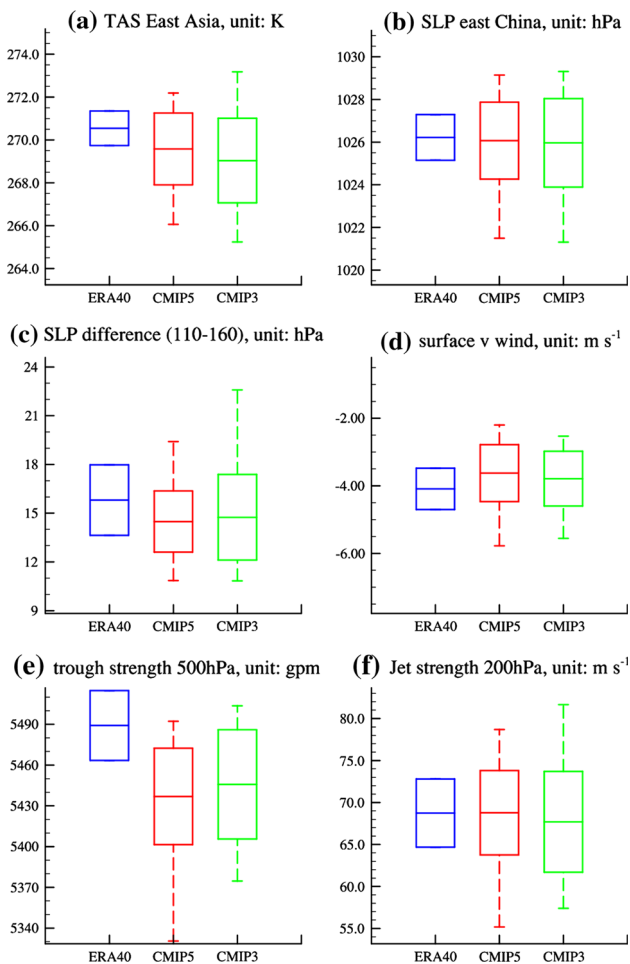 (a) TAS East Asia, unit: K
274.0
272.0
270.0
268.0
266.0
264.0
ERA40 CMIP5 CMIP3
(b) SLP east China, unit: hPa
1030
1028
1026
1024
1022
1020
ERA40 CMIP5 CMIP3
(c) SLP difference (110-160), unit: hPa
24
21
18
15
12
9
ERA40 CMIP5 CMIP3
(d) surface v wind, unit: m s-1
-2.00
-4.00
-6.00
ERA40 CMIP5 CMIP3
(e) trough strength 500hPa, unit: gpm
5490
5460
5430
5400
5370
5340
ERA40 CMIP5 CMIP3
(f) Jet strength 200hPa, unit: m s-1
80.0
75.0
70.0
65.0
60.0
55.0
ERA40 CMIP5 CMIP3